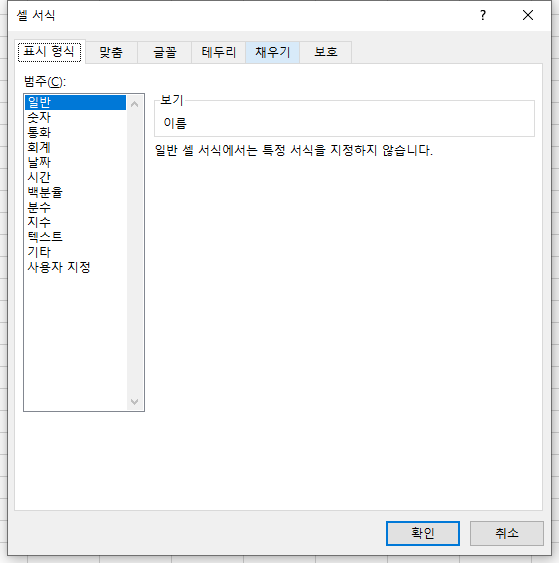 셀 서식
?
표시 형식 맞춤 글꼴 테두리 채우기 보호
범주(C):
일반
숫자
통화
회계
날짜
시간
백분율
분수
지수
텍스트
기타
사용자 지정
보기
이름
일반 셀 서식에서는 특정 서식을 지정하지 않습니다.
확인 취소